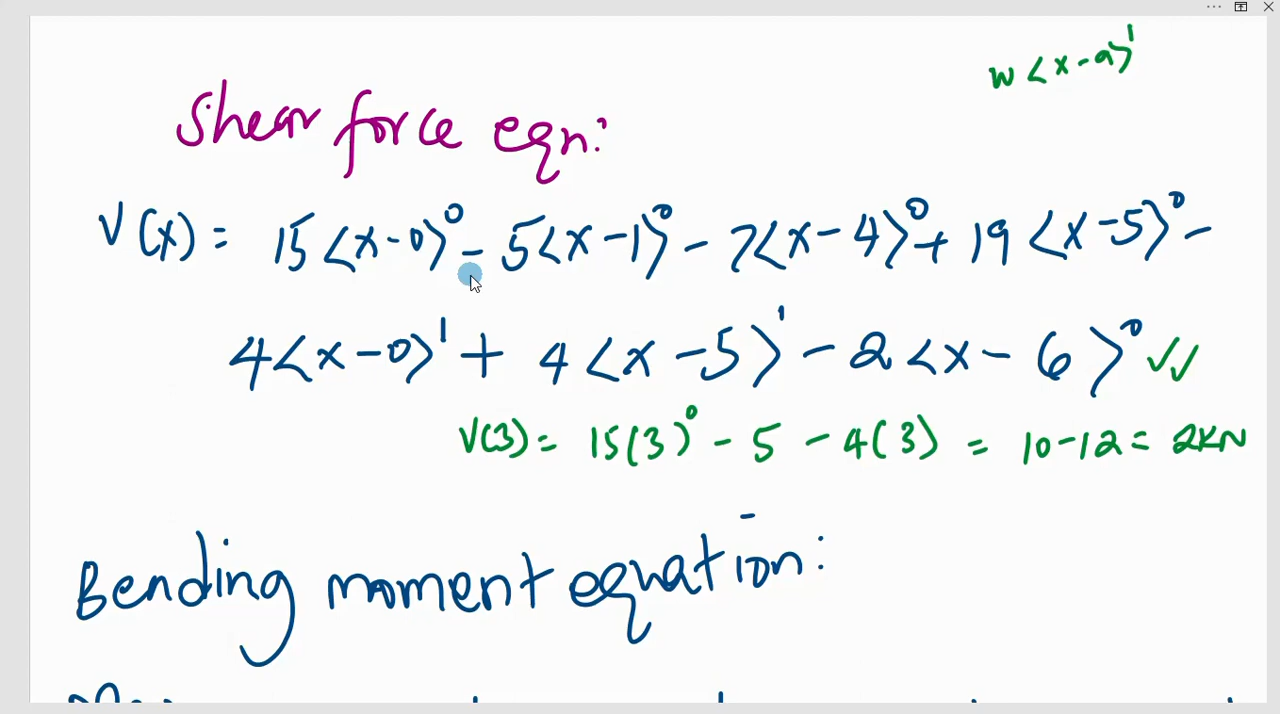 w<x-a>¹
Shear force eqn:
V(x) = 15<x-0>⁰ - 5<x-1>⁰ - 7<x-4>⁰ + 19<x-5>⁰ -
4<x-0>¹ + 4<x-5>¹ - 2<x-6>⁰ ✓✓
V(3) = 15(3)⁰ - 5 - 4(3) = 10-12 = 2KN
Bending moment equation: